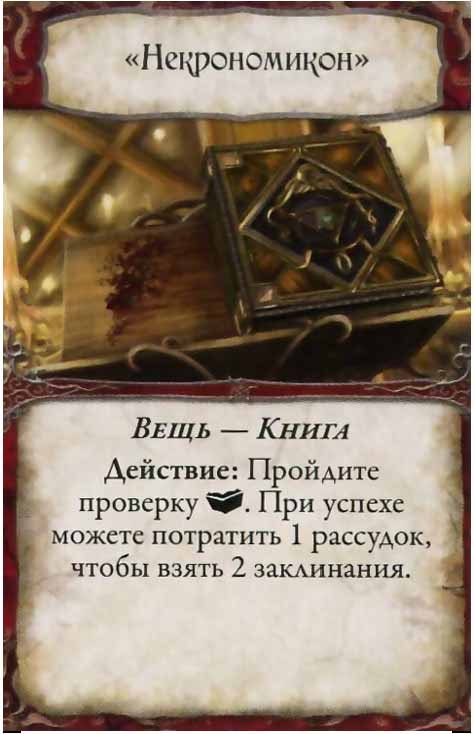 «Некрономикон»
Вещь — Книга
Действие: Пройдите
проверку . При успехе
можете потратить 1 рассудок,
чтобы взять 2 заклинания.